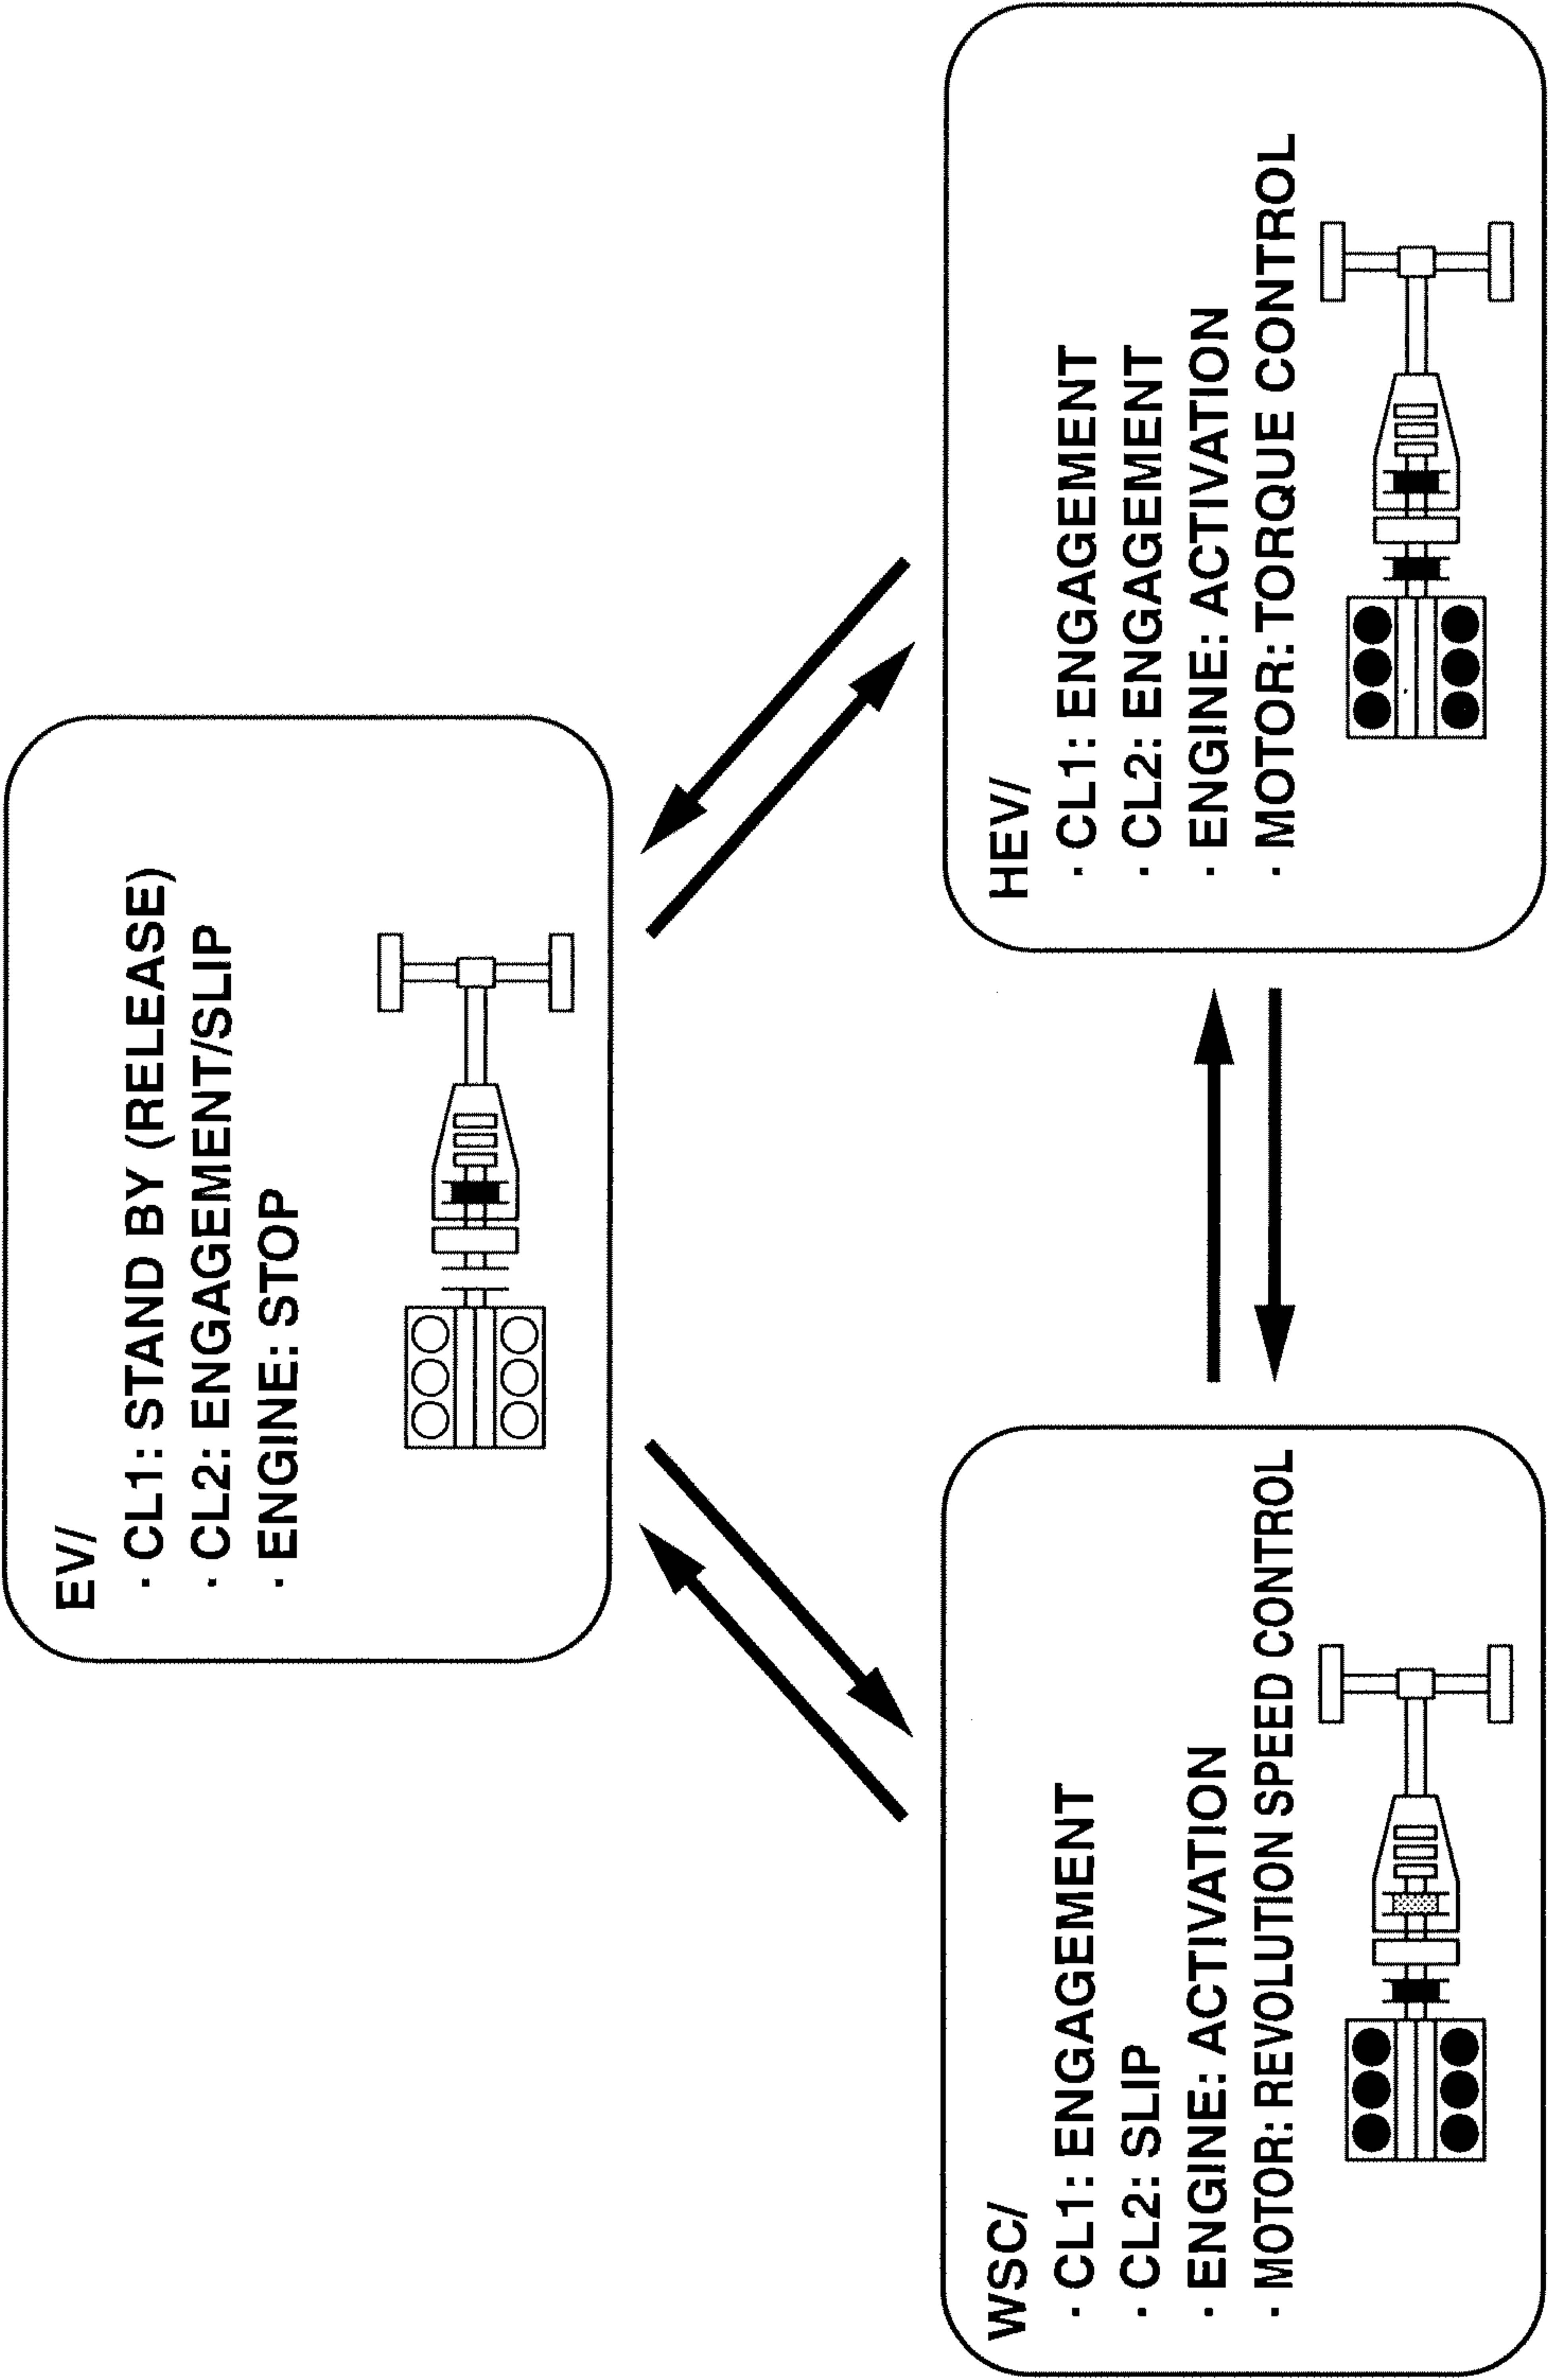 EV/
· CL1: STAND BY (RELEASE)
· CL2: ENGAGEMENT/SLIP
· ENGINE: STOP
WSC/
· CL1: ENGAGEMENT
· CL2: SLIP
· ENGINE: ACTIVATION
· MOTOR: REVOLUTION SPEED CONTROL
HEV/
· CL1: ENGAGEMENT
· CL2: ENGAGEMENT
· ENGINE: ACTIVATION
· MOTOR: TORQUE CONTROL